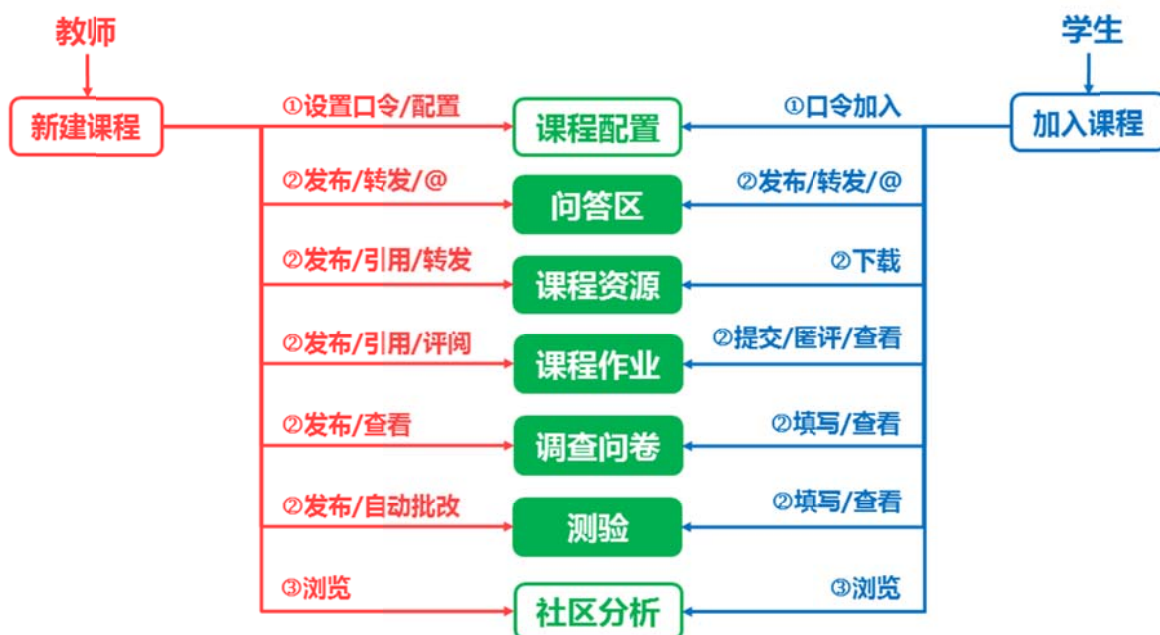 教师
学生
新建课程
①设置口令/配置
课程配置
①口令加入
加入课程
②发布/转发/@
问答区
②发布/转发/@
②发布/引用/转发
课程资源
②下载
②发布/引用/评阅
课程作业
②提交/匿评/查看
②发布/查看
调查问卷
②填写/查看
②发布/自动批改
测验
②填写/查看
③浏览
社区分析
③浏览